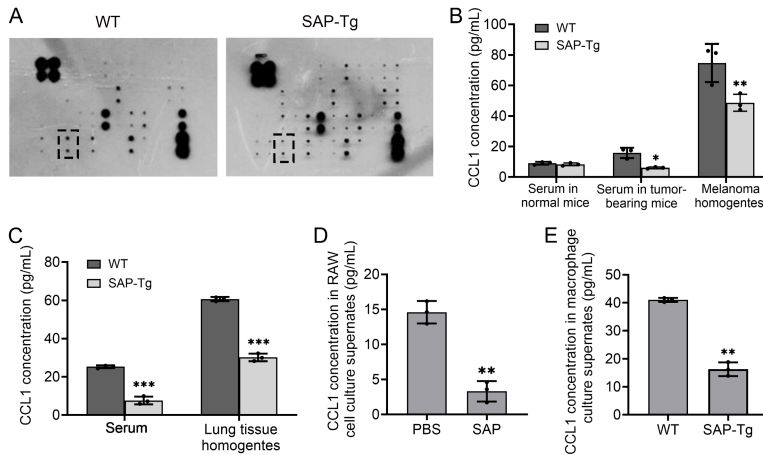 A
WT
SAP-Tg
B
CCL1 concentration (pg/mL)
100
80
60
40
20
0
WT
SAP-Tg
*
**
Serum in
normal mice
Serum in tumor-
bearing mice
Melanoma
homogentes
C
CCL1 concentration (pg/mL)
80
60
40
20
0
WT
SAP-Tg
***
***
Serum
Lung tissue
homogentes
D
CCL1 concentration in RAW
cell culture supernates (pg/mL)
20
15
10
5
0
**
PBS
SAP
E
CCL1 concentration in macrophage
culture supernates (pg/mL)
50
40
30
20
10
0
**
WT
SAP-Tg